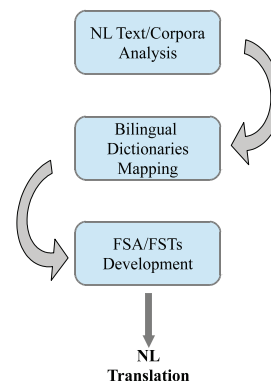 NL Text/Corpora
Analysis
Bilingual
Dictionaries
Mapping
FSA/FSTs
Development
NL
Translation